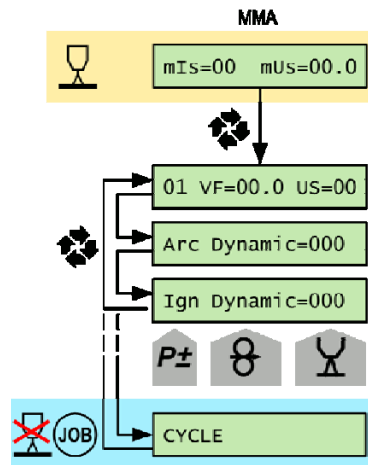 MMA
mIs=00 mUs=00.0
01 VF=00.0 US=00
Arc Dynamic=000
Ign Dynamic=000
P±
JOB
CYCLE